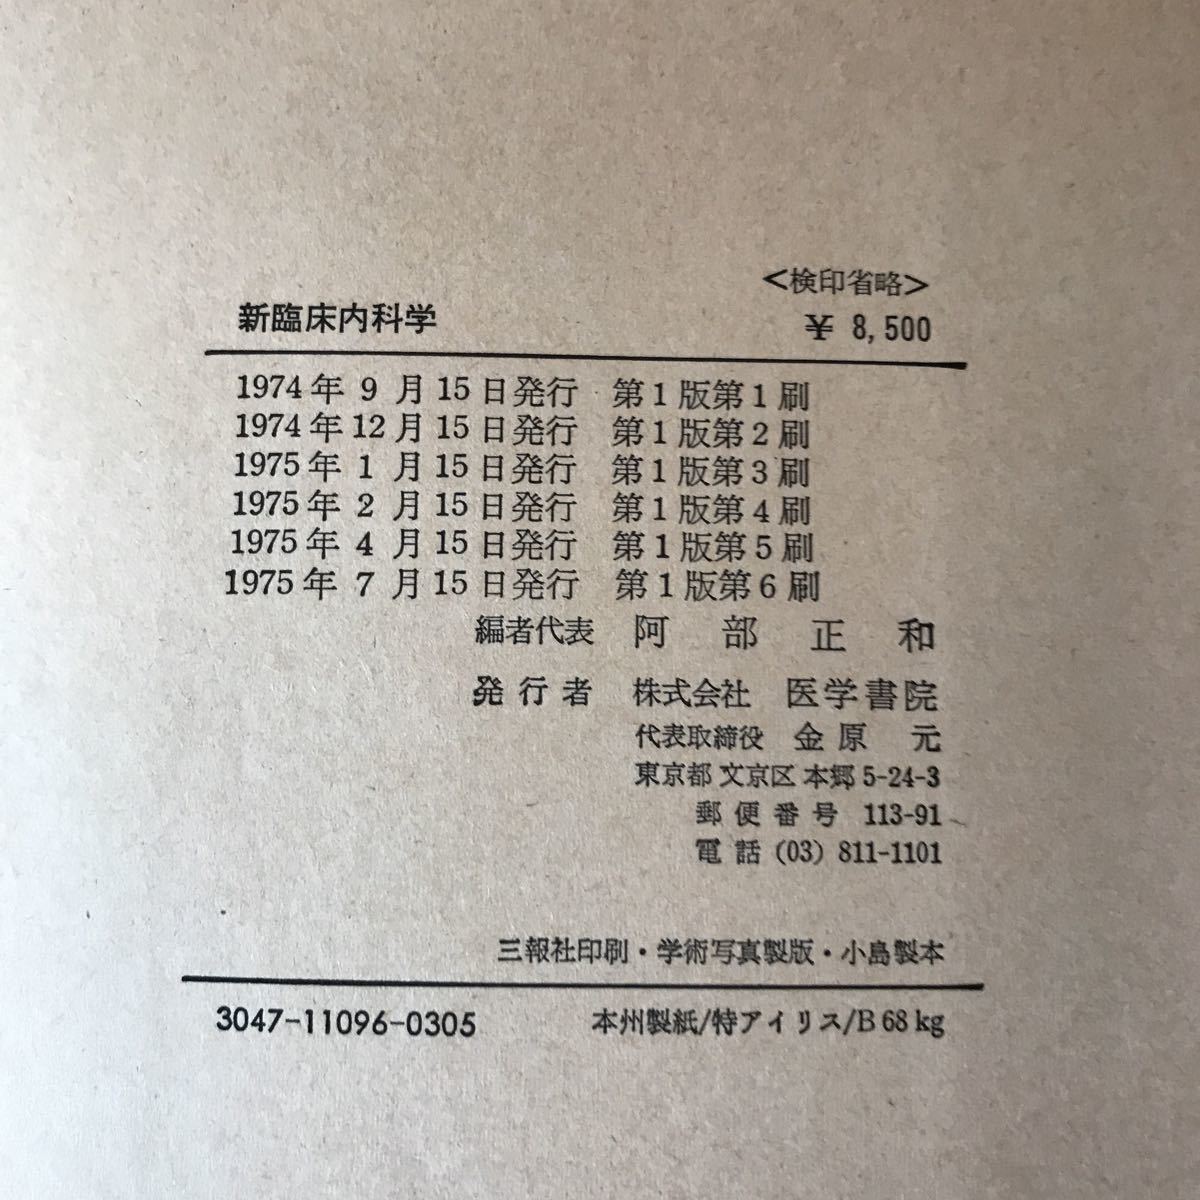 <検印省略>
新臨床内科学 ¥ 8,500
1974年 9 月 15 日発行 第1版第1刷
1974年12月 15 日発行 第1版第2刷
1975年 1 月 15 日発行 第1版第3刷
1975年 2 月 15 日発行 第1版第4刷
1975年 4 月 15 日発行 第1版第5刷
1975年 7 月 15 日発行 第1版第6刷
編者代表 阿部正和
発行者 株式会社 医学書院
代表取締役 金原 元
東京都文京区本郷5-24-3
郵便番号 113-91
電話 (03) 811-1101
三報社印刷・学術写真製版・小島製本
3047-11096-0305 本州製紙/特アイリス/B 68 kg